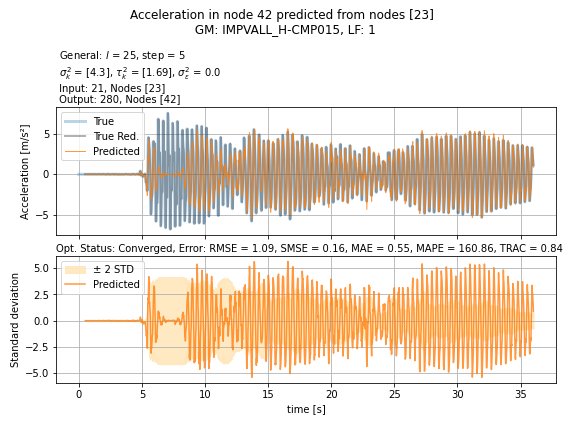 Acceleration in node 42 predicted from nodes [23]
GM: IMPVALL_H-CMP015, LF: 1
General: l = 25, step = 5
σ²ₖ = [4.3], τ²ₖ = [1.69], σ²ε = 0.0
Input: 21, Nodes [23]
Output: 280, Nodes [42]
True
True Red.
Predicted
Acceleration [m/s²]
5
0
−5
Opt. Status: Converged, Error: RMSE = 1.09, SMSE = 0.16, MAE = 0.55, MAPE = 160.86, TRAC = 0.84
± 2 STD
Predicted
Standard deviation
5.0
2.5
0.0
−2.5
−5.0
0 5 10 15 20 25 30 35
time [s]